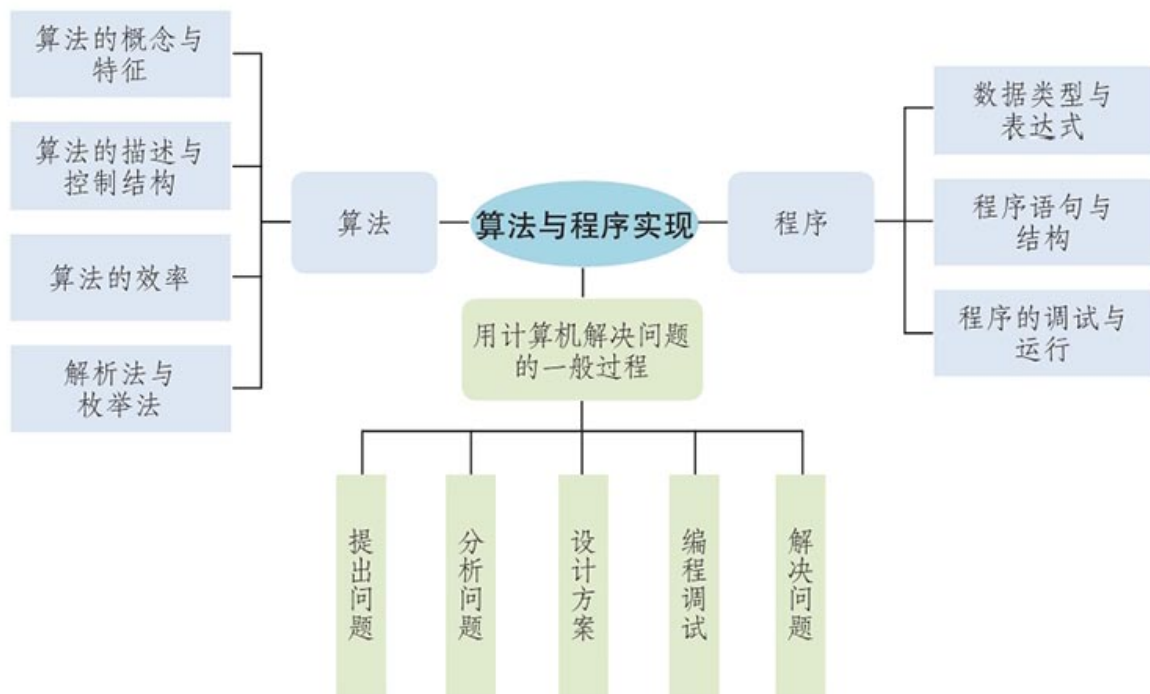 算法的概念与
特征
算法的描述与
控制结构
算法的效率
解析法与
枚举法
算法
算法与程序实现
程序
数据类型与
表达式
程序语句与
结构
程序的调试与
运行
用计算机解决问题
的一般过程
提出问题
分析问题
设计方案
编程调试
解决问题